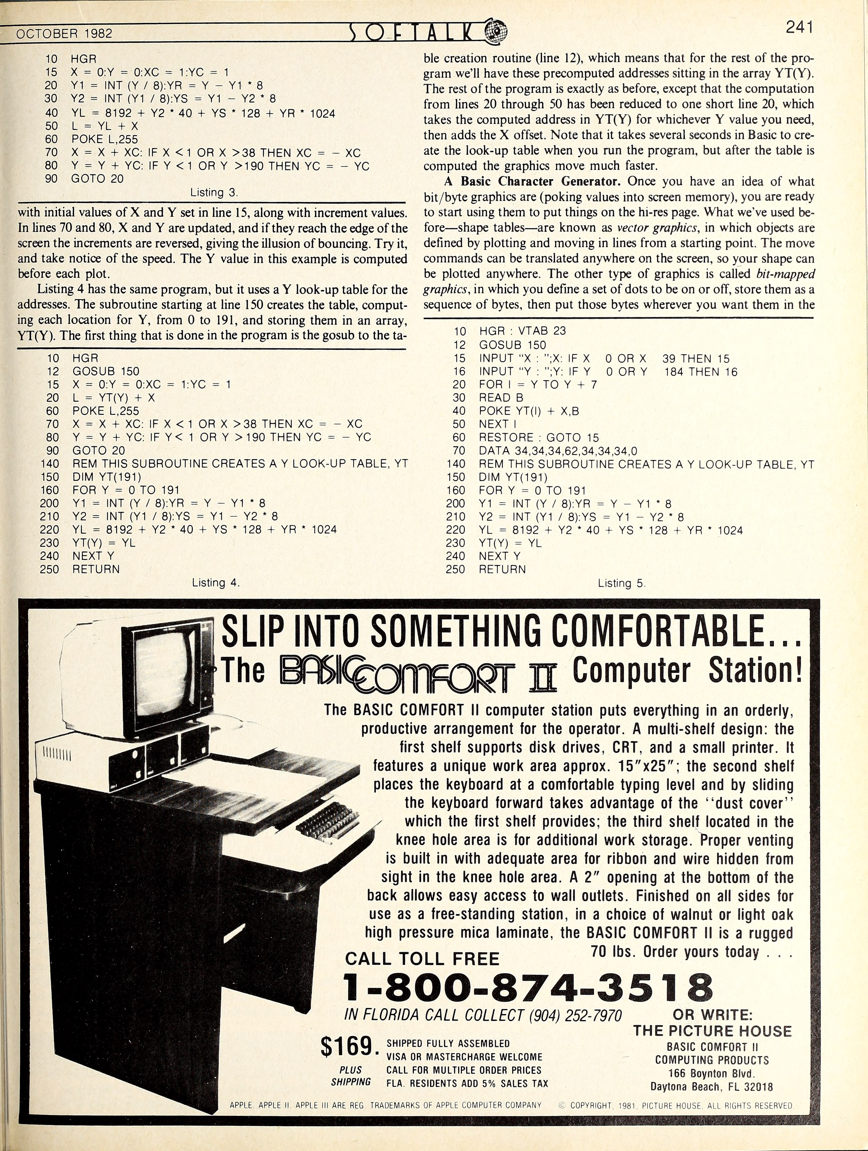 OCTOBER 1982
SOFTALK
241
10 HGR
15 X = 0:Y = 0:XC = 1:YC = 1
20 Y1 = INT (Y / 8):YR = Y − Y1 * 8
30 Y2 = INT (Y1 / 8):YS = Y1 − Y2 * 8
40 YL = 8192 + Y2 * 40 + YS * 128 + YR * 1024
50 L = YL + X
60 POKE L,255
70 X = X + XC: IF X < 1 OR X > 38 THEN XC = − XC
80 Y = Y + YC: IF Y < 1 OR Y > 190 THEN YC = − YC
90 GOTO 20
Listing 3.
with initial values of X and Y set in line 15, along with increment values.
In lines 70 and 80, X and Y are updated, and if they reach the edge of the
screen the increments are reversed, giving the illusion of bouncing. Try it,
and take notice of the speed. The Y value in this example is computed
before each plot.
Listing 4 has the same program, but it uses a Y look-up table for the
addresses. The subroutine starting at line 150 creates the table, comput-
ing each location for Y, from 0 to 191, and storing them in an array,
YT(Y). The first thing that is done in the program is the gosub to the ta-
10 HGR
12 GOSUB 150
15 X = 0:Y = 0:XC = 1:YC = 1
20 L = YT(Y) + X
60 POKE L,255
70 X = X + XC: IF X < 1 OR X > 38 THEN XC = − XC
80 Y = Y + YC: IF Y < 1 OR Y > 190 THEN YC = − YC
90 GOTO 20
140 REM THIS SUBROUTINE CREATES A Y LOOK-UP TABLE, YT
150 DIM YT(191)
160 FOR Y = 0 TO 191
200 Y1 = INT (Y / 8):YR = Y − Y1 * 8
210 Y2 = INT (Y1 / 8):YS = Y1 − Y2 * 8
220 YL = 8192 + Y2 * 40 + YS * 128 + YR * 1024
230 YT(Y) = YL
240 NEXT Y
250 RETURN
Listing 4.
ble creation routine (line 12), which means that for the rest of the pro-
gram we'll have these precomputed addresses sitting in the array YT(Y).
The rest of the program is exactly as before, except that the computation
from lines 20 through 50 has been reduced to one short line 20, which
takes the computed address in YT(Y) for whichever Y value you need,
then adds the X offset. Note that it takes several seconds in Basic to cre-
ate the look-up table when you run the program, but after the table is
computed the graphics move much faster.
A Basic Character Generator. Once you have an idea of what
bit/byte graphics are (poking values into screen memory), you are ready
to start using them to put things on the hi-res page. What we've used be-
fore—shape tables—are known as vector graphics, in which objects are
defined by plotting and moving in lines from a starting point. The move
commands can be translated anywhere on the screen, so your shape can
be plotted anywhere. The other type of graphics is called bit-mapped
graphics, in which you define a set of dots to be on or off, store them as a
sequence of bytes, then put those bytes wherever you want them in the
10 HGR : VTAB 23
12 GOSUB 150
15 INPUT "X : ";X: IF X 0 OR X 39 THEN 15
16 INPUT "Y : ";Y: IF Y 0 OR Y 184 THEN 16
20 FOR I = Y TO Y + 7
30 READ B
40 POKE YT(I) + X,B
50 NEXT I
60 RESTORE : GOTO 15
70 DATA 34,34,34,62,34,34,34,0
140 REM THIS SUBROUTINE CREATES A Y LOOK-UP TABLE, YT
150 DIM YT(191)
160 FOR Y = 0 TO 191
200 Y1 = INT (Y / 8):YR = Y − Y1 * 8
210 Y2 = INT (Y1 / 8):YS = Y1 − Y2 * 8
220 YL = 8192 + Y2 * 40 + YS * 128 + YR * 1024
230 YT(Y) = YL
240 NEXT Y
250 RETURN
Listing 5.
SLIP INTO SOMETHING COMFORTABLE...
The BASIC COMFORT II Computer Station!
The BASIC COMFORT II computer station puts everything in an orderly,
productive arrangement for the operator. A multi-shelf design: the
first shelf supports disk drives, CRT, and a small printer. It
features a unique work area approx. 15″x25″; the second shelf
places the keyboard at a comfortable typing level and by sliding
the keyboard forward takes advantage of the ''dust cover''
which the first shelf provides; the third shelf located in the
knee hole area is for additional work storage. Proper venting
is built in with adequate area for ribbon and wire hidden from
sight in the knee hole area. A 2″ opening at the bottom of the
back allows easy access to wall outlets. Finished on all sides for
use as a free-standing station, in a choice of walnut or light oak
high pressure mica laminate, the BASIC COMFORT II is a rugged
70 lbs. Order yours today . . .
CALL TOLL FREE
1-800-874-3518
IN FLORIDA CALL COLLECT (904) 252-7970
$169.
PLUS
SHIPPING
SHIPPED FULLY ASSEMBLED
VISA OR MASTERCHARGE WELCOME
CALL FOR MULTIPLE ORDER PRICES
FLA. RESIDENTS ADD 5% SALES TAX
OR WRITE:
THE PICTURE HOUSE
BASIC COMFORT II
COMPUTING PRODUCTS
166 Boynton Blvd.
Daytona Beach, FL 32018
APPLE, APPLE II, APPLE III ARE REG. TRADEMARKS OF APPLE COMPUTER COMPANY © COPYRIGHT, 1981, PICTURE HOUSE, ALL RIGHTS RESERVED